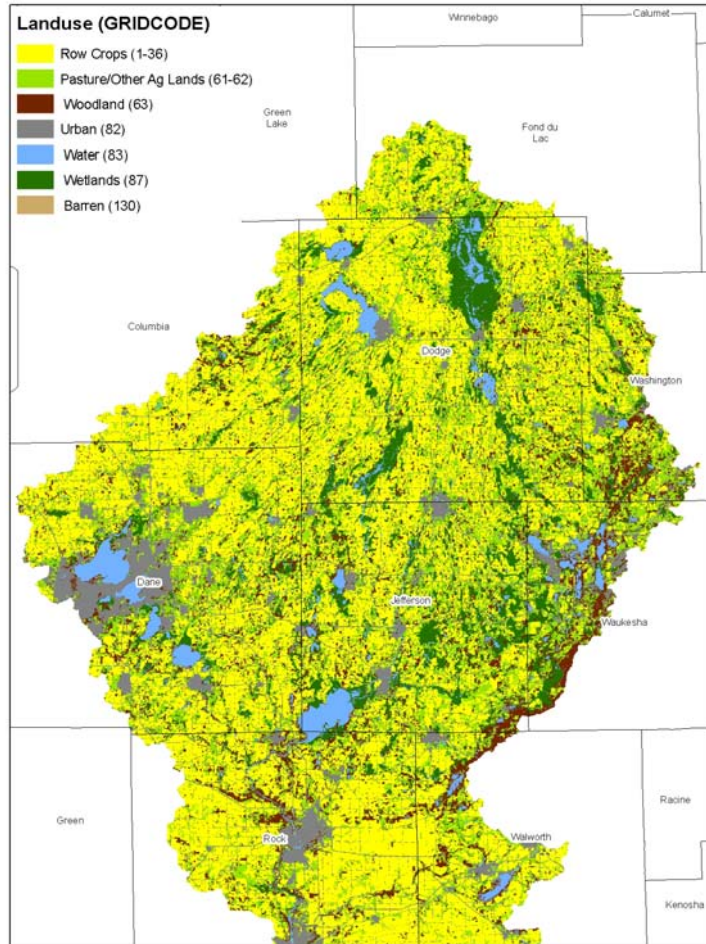 Landuse (GRIDCODE)
Row Crops (1-36)
Pasture/Other Ag Lands (61-62)
Woodland (63)
Urban (82)
Water (83)
Wetlands (87)
Barren (130)
Winnebago
Calumet
Green
Lake
Fond du
Lac
Columbia
Dodge
Washington
Dane
Jefferson
Waukesha
Green
Rock
Walworth
Racine
Kenosha